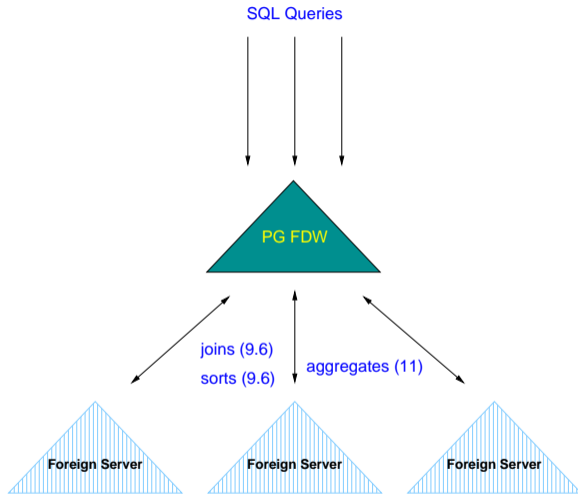 SQL Queries
PG FDW
joins (9.6)
sorts (9.6)
aggregates (11)
Foreign Server
Foreign Server
Foreign Server